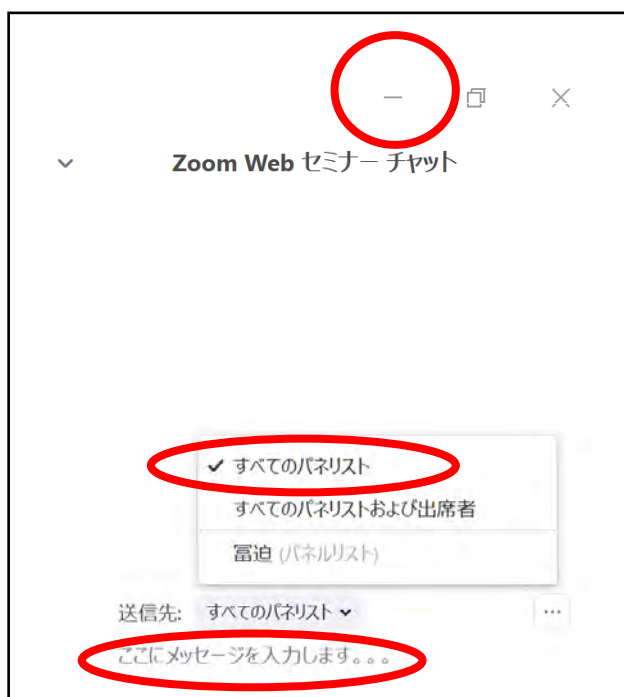 Zoom Web セミナー チャット
すべてのパネリスト
すべてのパネリストおよび出席者
冨迫 (パネルリスト)
送信先: すべてのパネリスト
ここにメッセージを入力します。。。